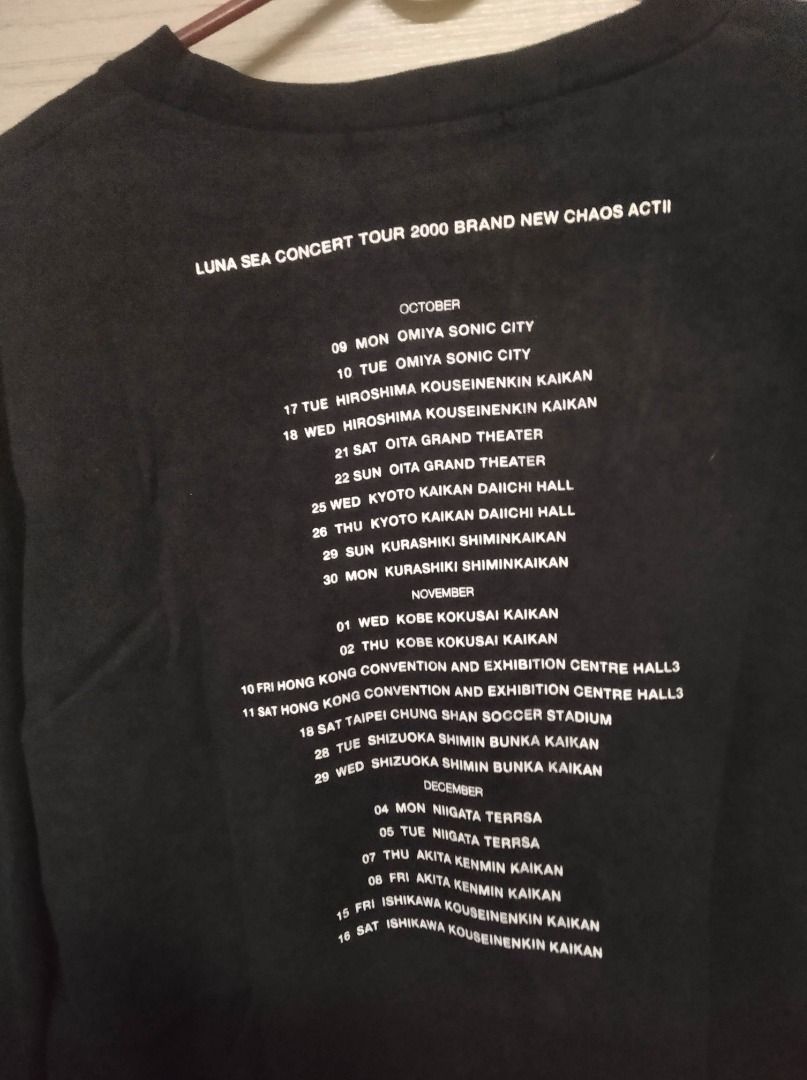 LUNA SEA CONCERT TOUR 2000 BRAND NEW CHAOS ACTII
OCTOBER
09 MON OMIYA SONIC CITY
10 TUE OMIYA SONIC CITY
17 TUE HIROSHIMA KOUSEINENKIN KAIKAN
18 WED HIROSHIMA KOUSEINENKIN KAIKAN
21 SAT OITA GRAND THEATER
22 SUN OITA GRAND THEATER
25 WED KYOTO KAIKAN DAIICHI HALL
26 THU KYOTO KAIKAN DAIICHI HALL
29 SUN KURASHIKI SHIMINKAIKAN
30 MON KURASHIKI SHIMINKAIKAN
NOVEMBER
01 WED KOBE KOKUSAI KAIKAN
02 THU KOBE KOKUSAI KAIKAN
10 FRI HONG KONG CONVENTION AND EXHIBITION CENTRE HALL3
11 SAT HONG KONG CONVENTION AND EXHIBITION CENTRE HALL3
18 SAT TAIPEI CHUNG SHAN SOCCER STADIUM
28 TUE SHIZUOKA SHIMIN BUNKA KAIKAN
29 WED SHIZUOKA SHIMIN BUNKA KAIKAN
DECEMBER
04 MON NIIGATA TERRSA
05 TUE NIIGATA TERRSA
07 THU AKITA KENMIN KAIKAN
08 FRI AKITA KENMIN KAIKAN
15 FRI ISHIKAWA KOUSEINENKIN KAIKAN
16 SAT ISHIKAWA KOUSEINENKIN KAIKAN